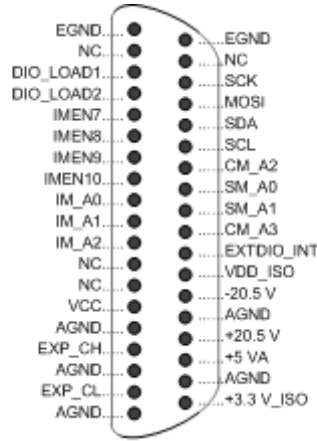 EGND
NC
DIO_LOAD1
DIO_LOAD2
IMEN7
IMEN8
IMEN9
IMEN10
IM_A0
IM_A1
IM_A2
NC
NC
VCC
AGND
EXP_CH
AGND
EXP_CL
AGND
EGND
NC
SCK
MOSI
SDA
SCL
CM_A2
SM_A0
SM_A1
CM_A3
EXTDIO_INT
VDD_ISO
-20.5 V
AGND
+20.5 V
+5 VA
AGND
+3.3 V_ISO